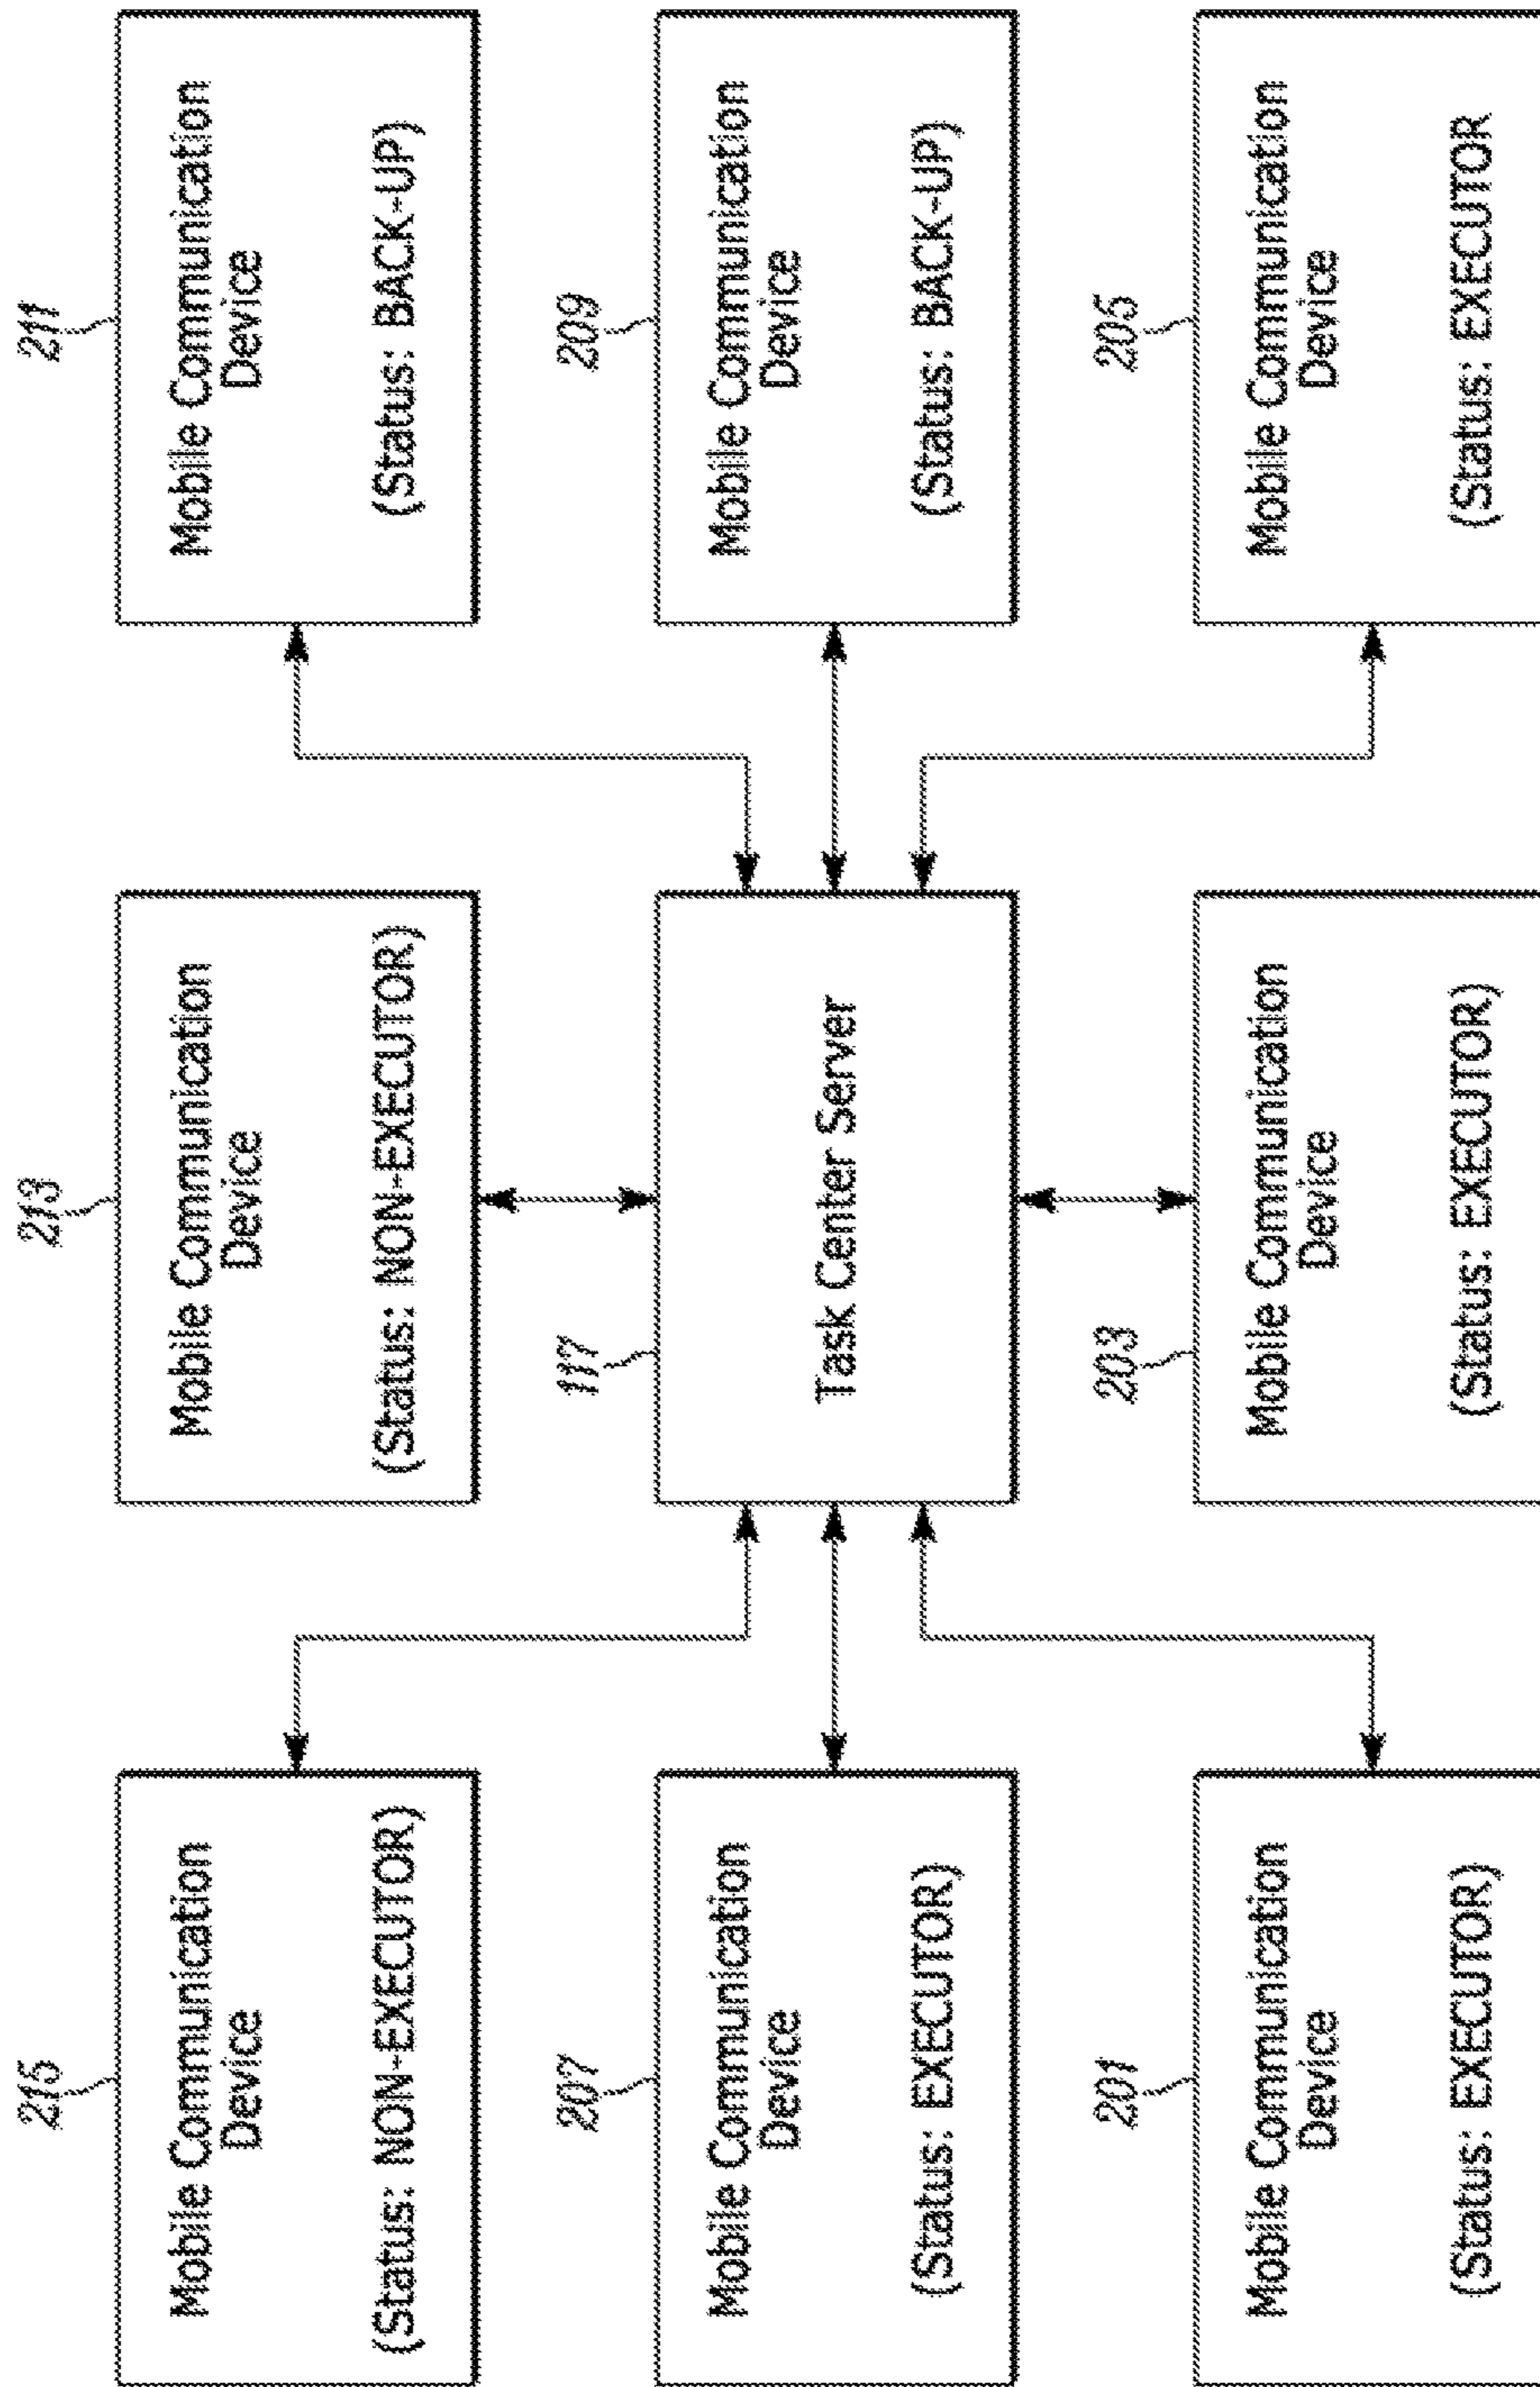 215
Mobile Communication
Device
(Status: NON-EXECUTOR)
213
Mobile Communication
Device
(Status: NON-EXECUTOR)
211
Mobile Communication
Device
(Status: BACK-UP)
207
Mobile Communication
Device
(Status: EXECUTOR)
117
Task Center Server
209
Mobile Communication
Device
(Status: BACK-UP)
201
Mobile Communication
Device
(Status: EXECUTOR)
203
Mobile Communication
Device
(Status: EXECUTOR)
205
Mobile Communication
Device
(Status: EXECUTOR